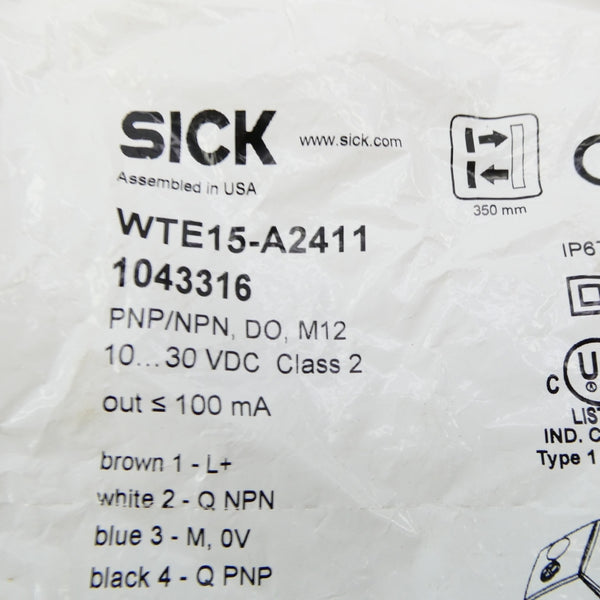 SICK www.sick.com
Assembled in USA
350 mm
WTE15-A2411
1043316
IP67
PNP/NPN, DO, M12
10...30 VDC Class 2
out ≤ 100 mA
C U
LIS
IND. C
Type 1
brown 1 - L+
white 2 - Q NPN
blue 3 - M, 0V
black 4 - Q PNP